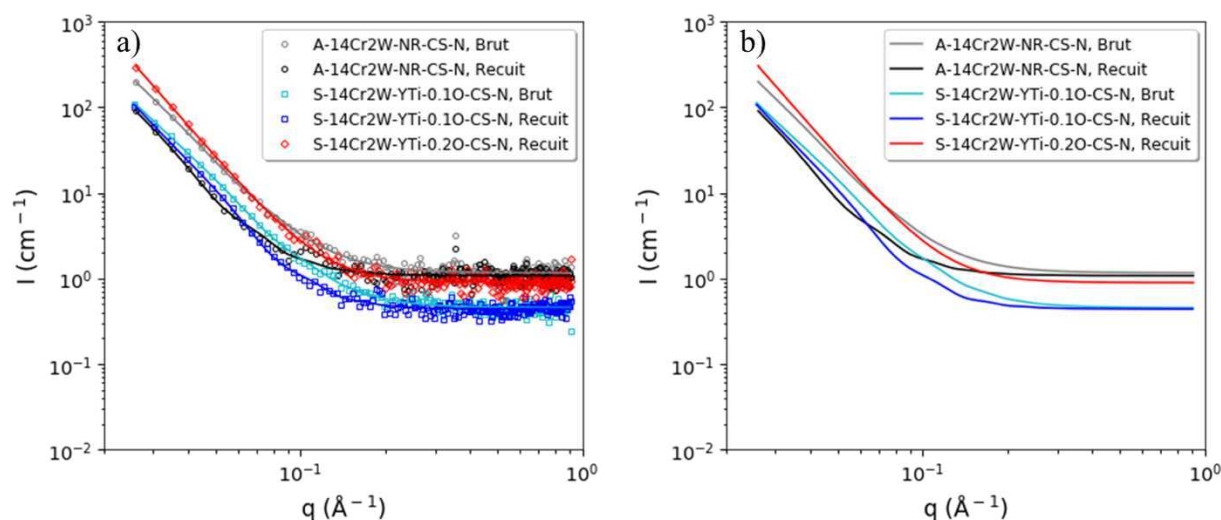 a)
A-14Cr2W-NR-CS-N, Brut
A-14Cr2W-NR-CS-N, Recuit
S-14Cr2W-YTi-0.1O-CS-N, Brut
S-14Cr2W-YTi-0.1O-CS-N, Recuit
S-14Cr2W-YTi-0.2O-CS-N, Recuit
10³
10²
10¹
10⁰
10⁻¹
10⁻²
I (cm⁻¹)
10⁻¹
10⁰
q (Å⁻¹)
b)
A-14Cr2W-NR-CS-N, Brut
A-14Cr2W-NR-CS-N, Recuit
S-14Cr2W-YTi-0.1O-CS-N, Brut
S-14Cr2W-YTi-0.1O-CS-N, Recuit
S-14Cr2W-YTi-0.2O-CS-N, Recuit
10³
10²
10¹
10⁰
10⁻¹
10⁻²
I (cm⁻¹)
10⁻¹
10⁰
q (Å⁻¹)